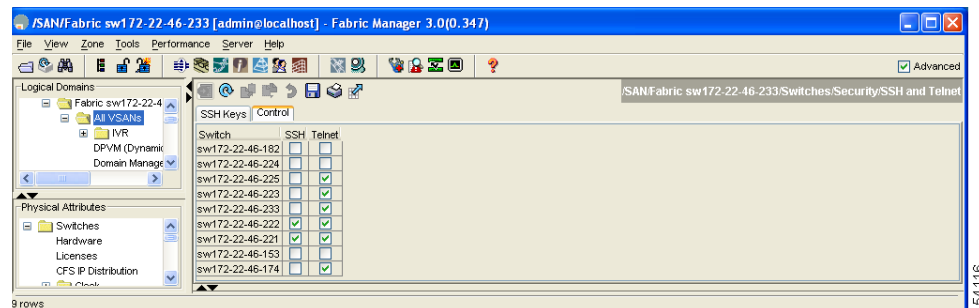 /SAN/Fabric sw172-22-46-233 [admin@localhost] - Fabric Manager 3.0(0.347)
File View Zone Tools Performance Server Help
Advanced
Logical Domains
Fabric sw172-22-4
All VSANs
IVR
DPVM (Dynamic
Domain Manage
/SAN/Fabric sw172-22-46-233/Switches/Security/SSH and Telnet
SSH Keys Control
Switch SSH Telnet
sw172-22-46-182
sw172-22-46-224
sw172-22-46-225
sw172-22-46-223
sw172-22-46-233
sw172-22-46-222
sw172-22-46-221
sw172-22-46-153
sw172-22-46-174
Physical Attributes
Switches
Hardware
Licenses
CFS IP Distribution
Clock
9 rows